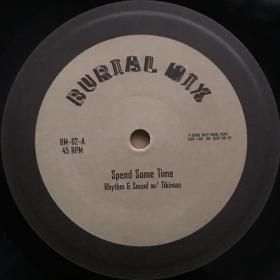 BURIAL MIX
BM-02-A
45 RPM
Spend Some Time
Rhythm & Sound w/ Tikiman